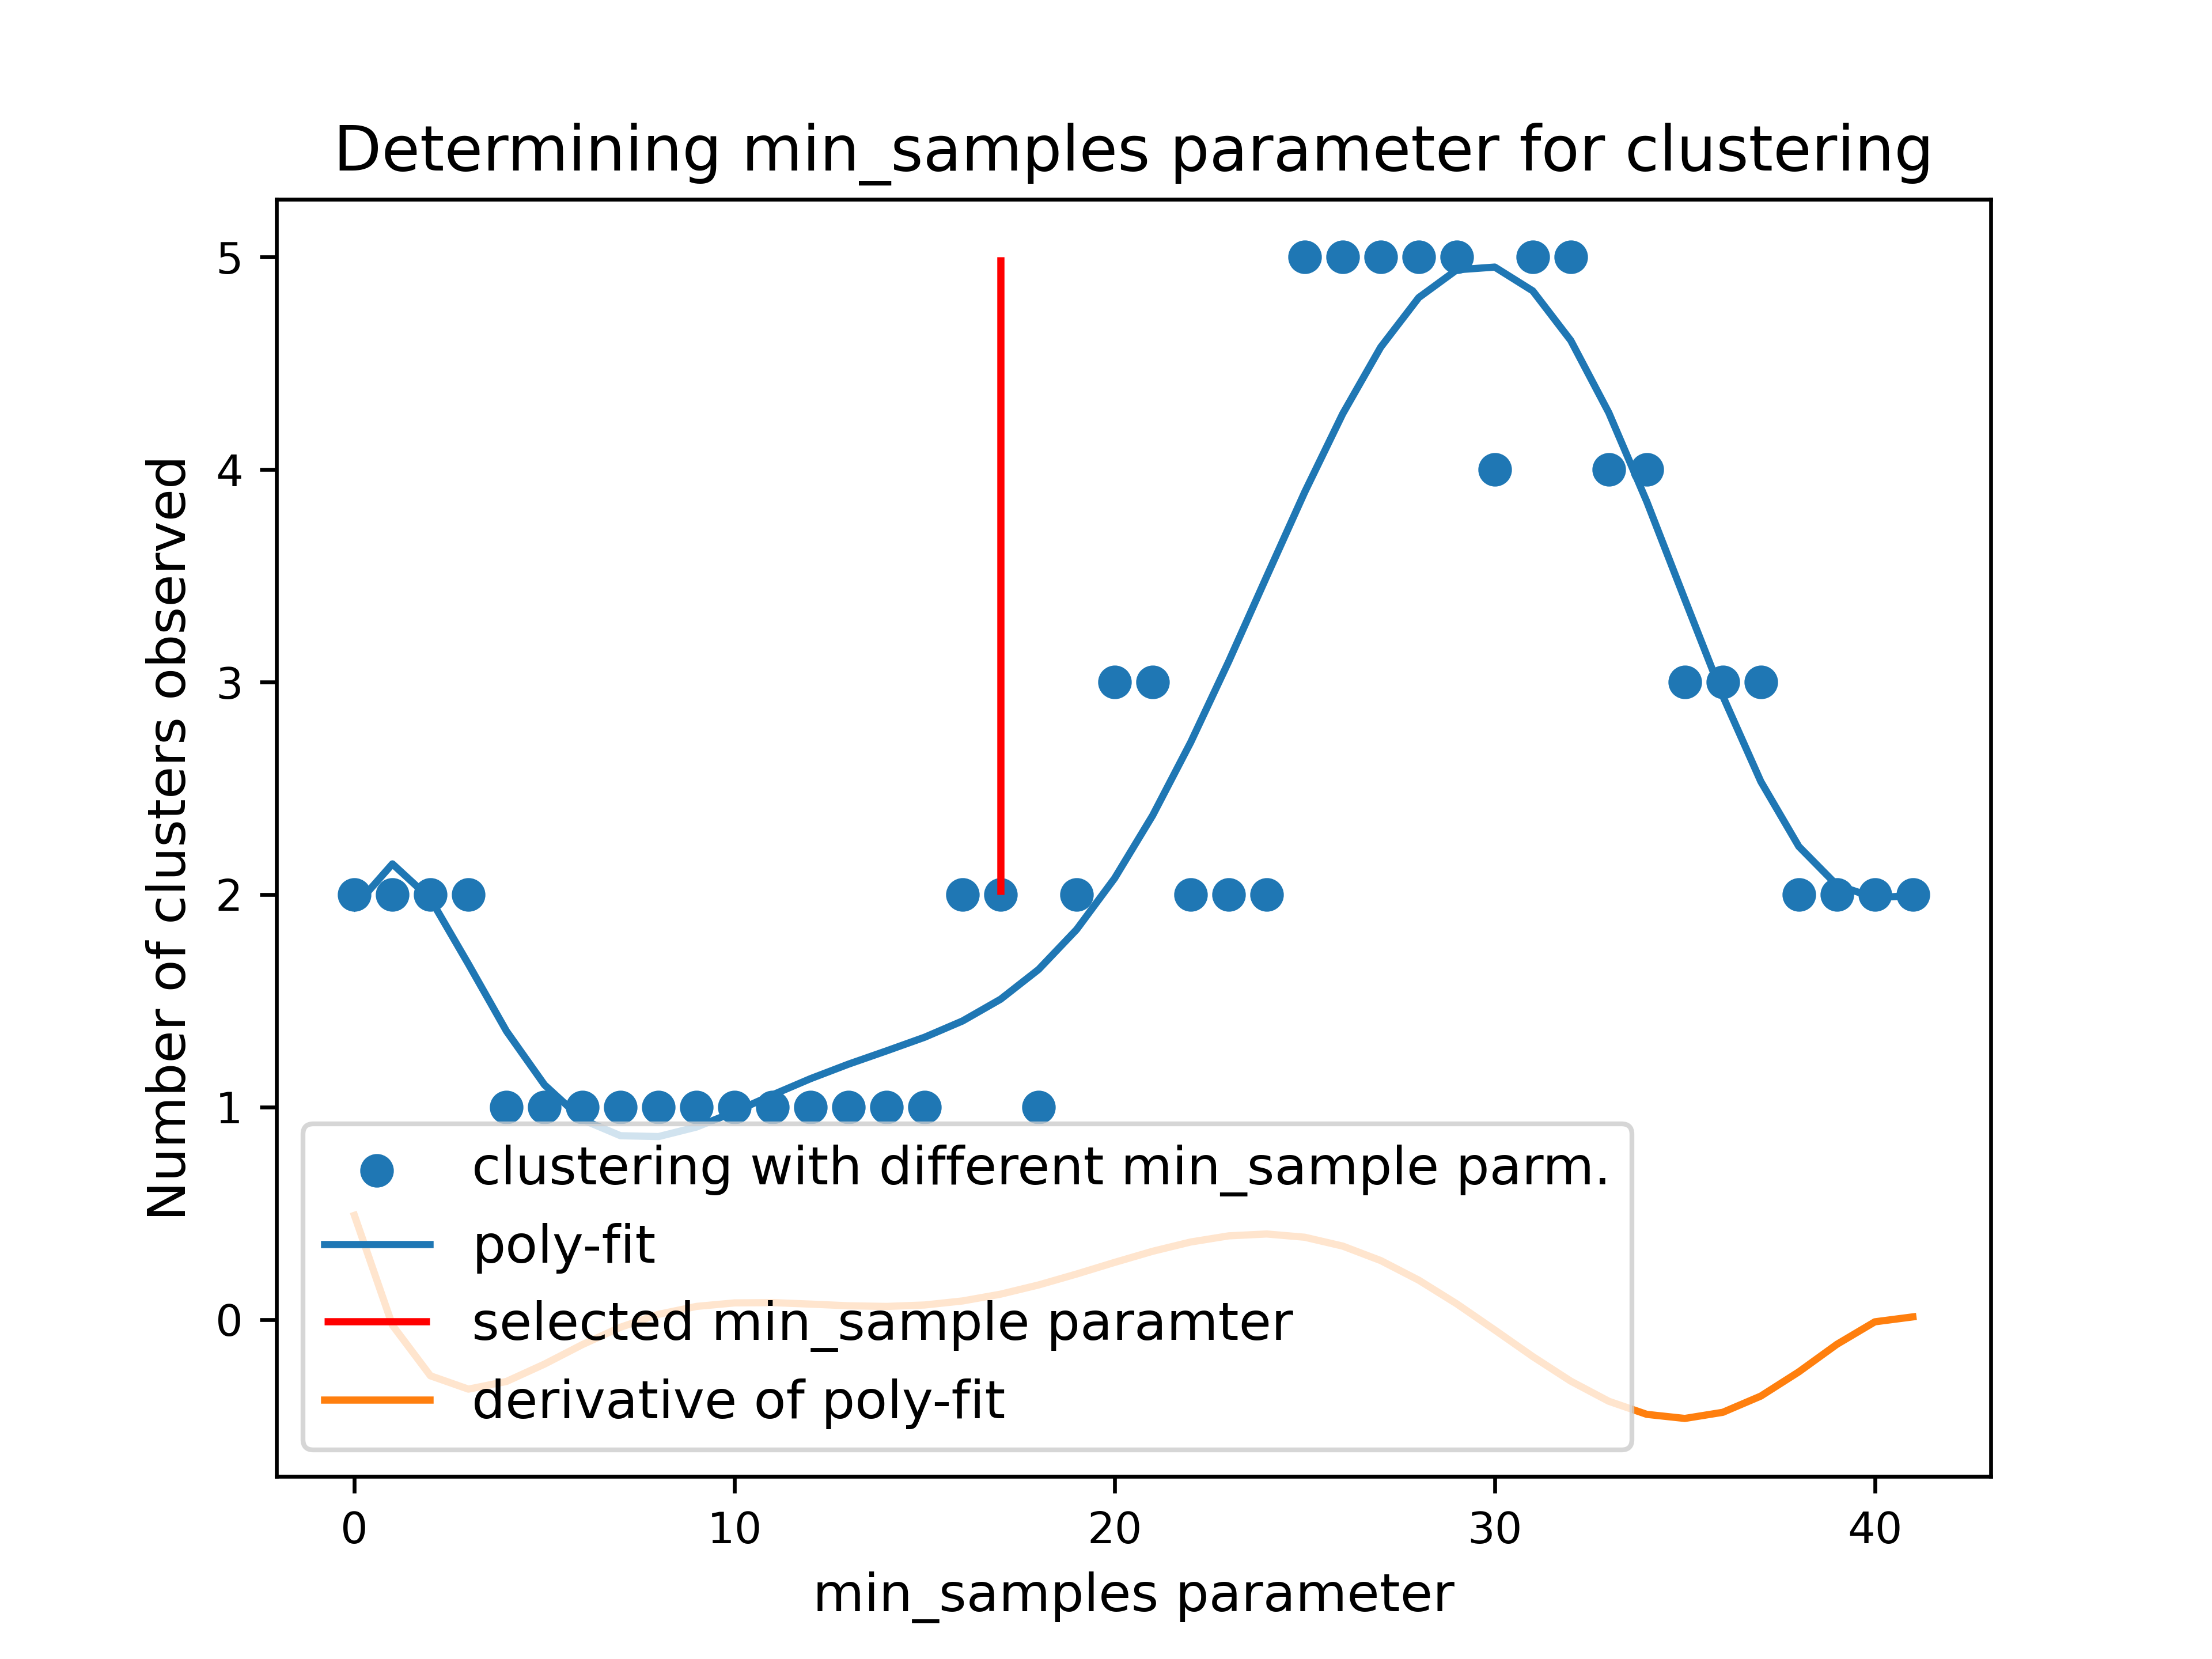 Determining min_samples parameter for clustering
5
4
3
2
1
0
Number of clusters observed
clustering with different min_sample parm.
poly-fit
selected min_sample paramter
derivative of poly-fit
0 10 20 30 40
min_samples parameter